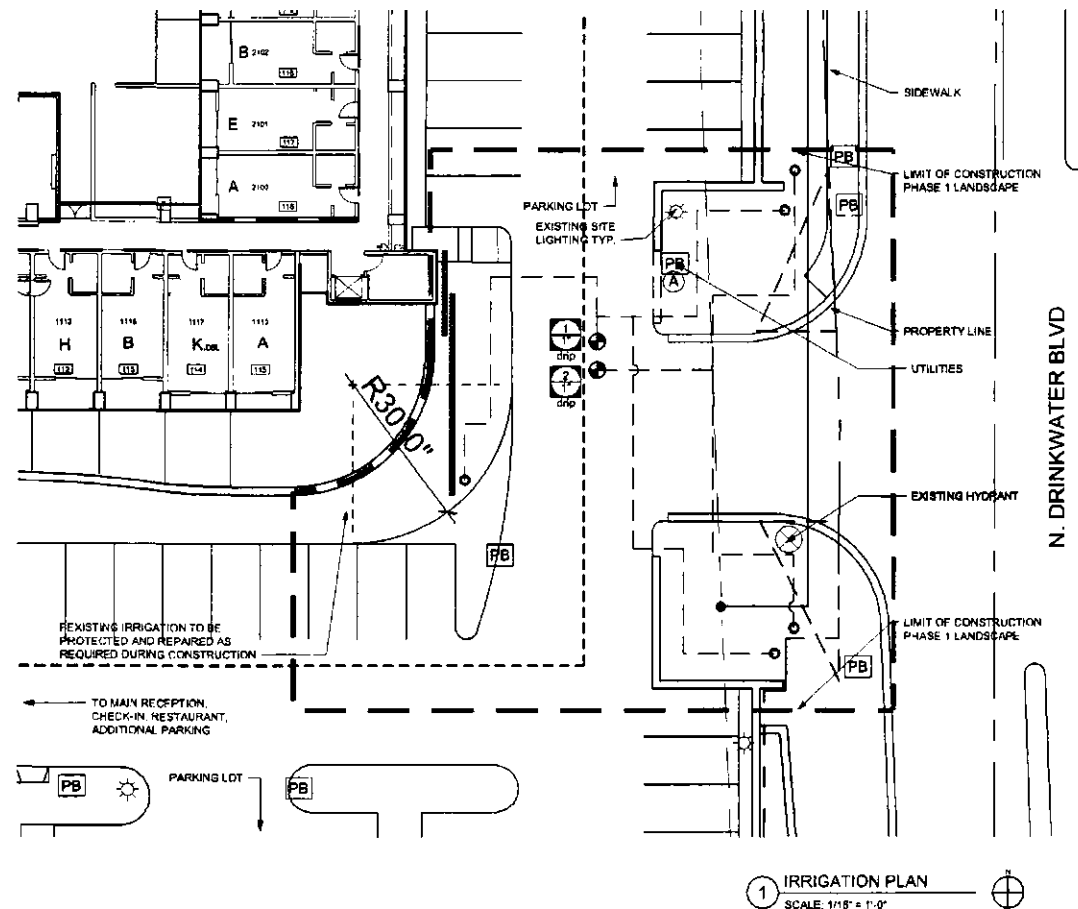 B 2102
116
E 2101
117
A 2100
118
1113
1116
1117
1113
H
B
K.DBL
A
112
113
114
115
R30'0"
1
1"
drip
2
1"
drip
PARKING LOT
EXISTING SITE
LIGHTING TYP.
PB
A
PB
PB
SIDEWALK
LIMIT OF CONSTRUCTION
PHASE 1 LANDSCAPE
PROPERTY LINE
UTILITIES
EXISTING HYDRANT
N. DRINKWATER BLVD
LIMIT OF CONSTRUCTION
PHASE 1 LANDSCAPE
PB
PB
EXISTING IRRIGATION TO BE
PROTECTED AND REPAIRED AS
REQUIRED DURING CONSTRUCTION
TO MAIN RECEPTION,
CHECK-IN, RESTAURANT,
ADDITIONAL PARKING
PARKING LOT
PB
PB
1 IRRIGATION PLAN
SCALE: 1/16" = 1'-0"
N